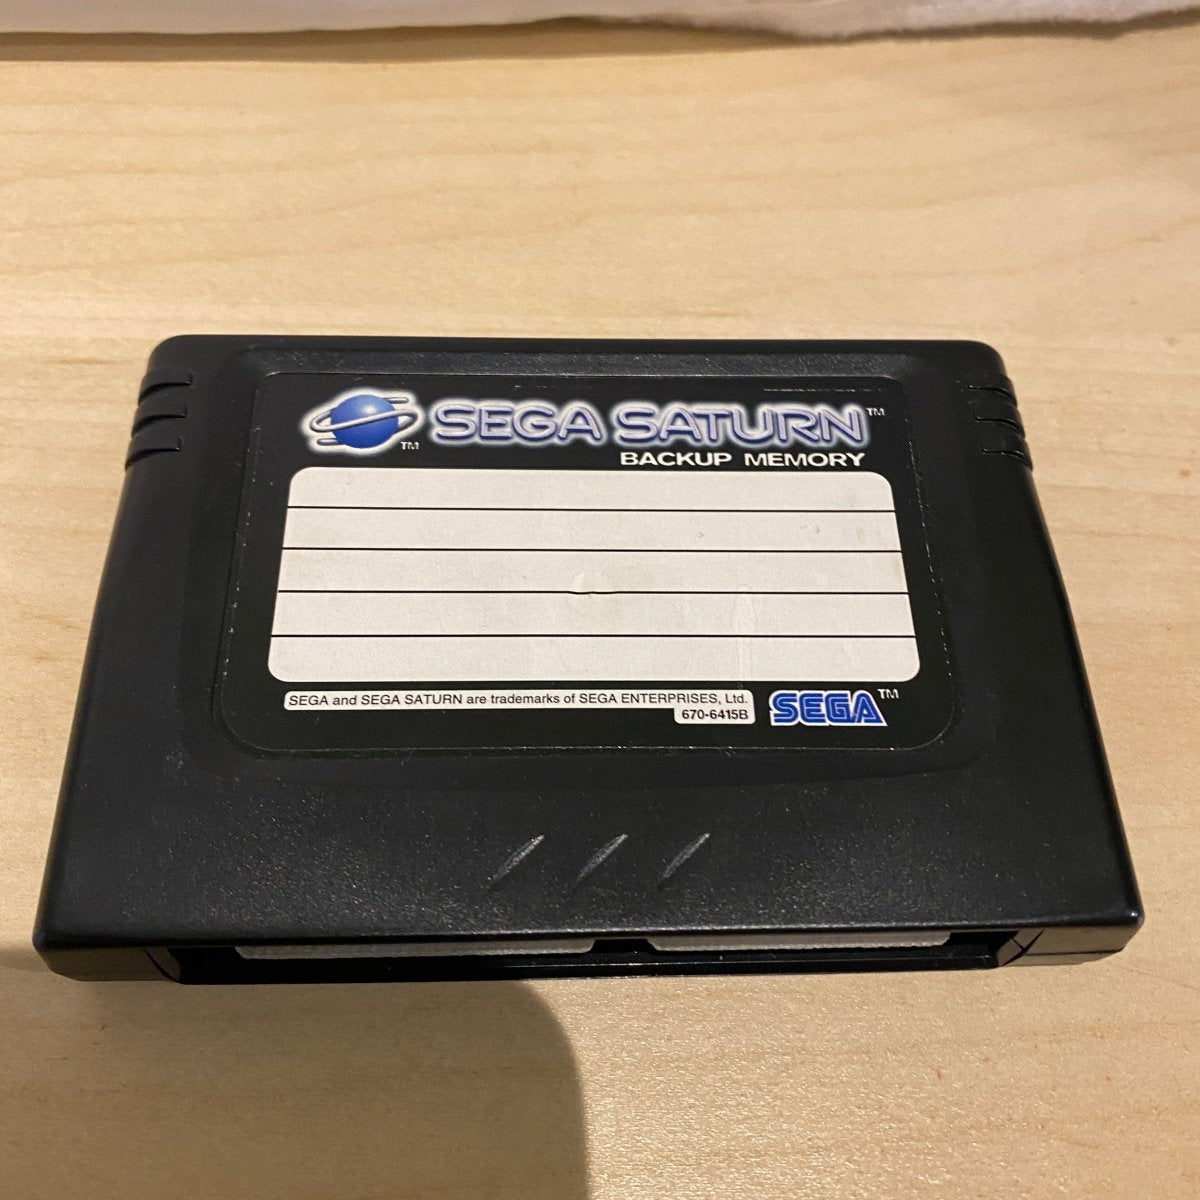 SEGA SATURN™
™
BACKUP MEMORY
SEGA and SEGA SATURN are trademarks of SEGA ENTERPRISES, Ltd.
670-6415B
SEGA™